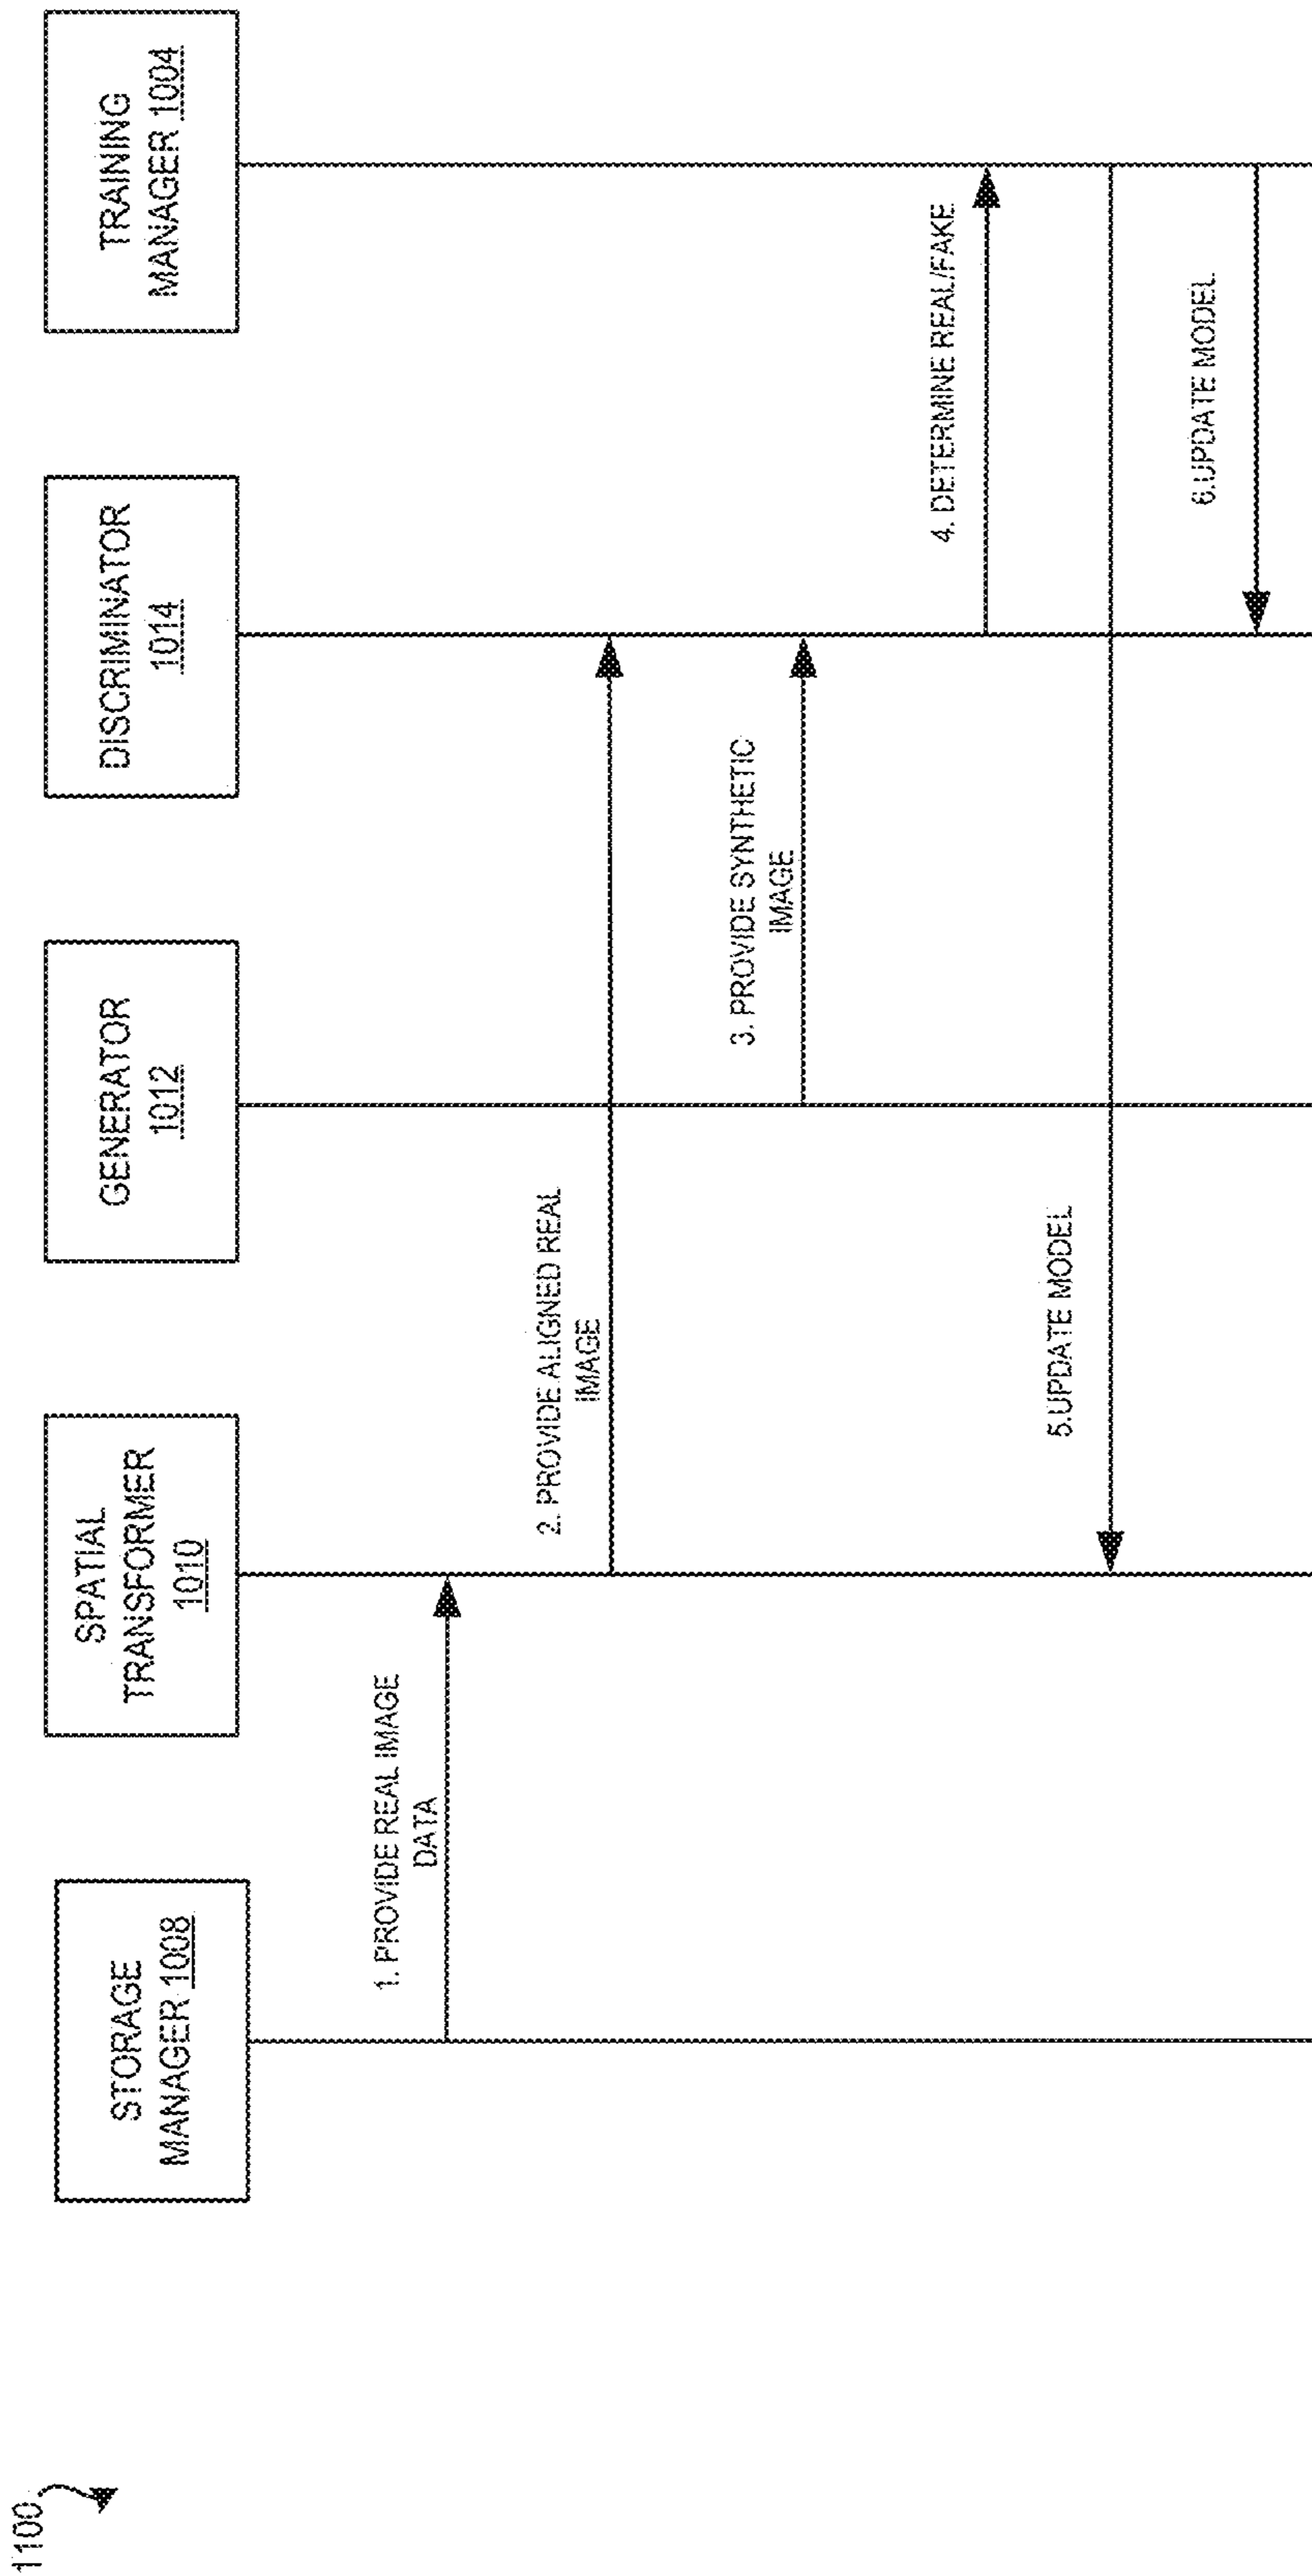 1100
STORAGE
MANAGER 1008
SPATIAL
TRANSFORMER
1010
GENERATOR
1012
DISCRIMINATOR
1014
TRAINING
MANAGER 1004
1. PROVIDE REAL IMAGE
DATA
2. PROVIDE ALIGNED REAL
IMAGE
3. PROVIDE SYNTHETIC
IMAGE
4. DETERMINE REAL/FAKE
5.UPDATE MODEL
6.UPDATE MODEL